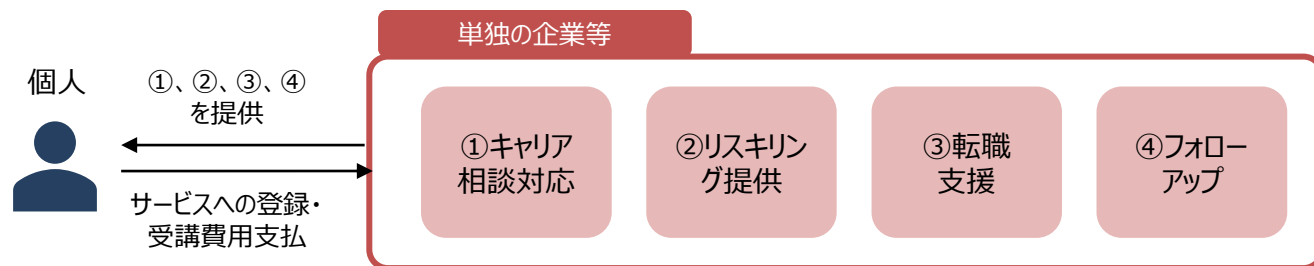 単独の企業等
個人
①、②、③、④
を提供
サービスへの登録・
受講費用支払
①キャリア
相談対応
②リスキリン
グ提供
③転職
支援
④フォロー
アップ